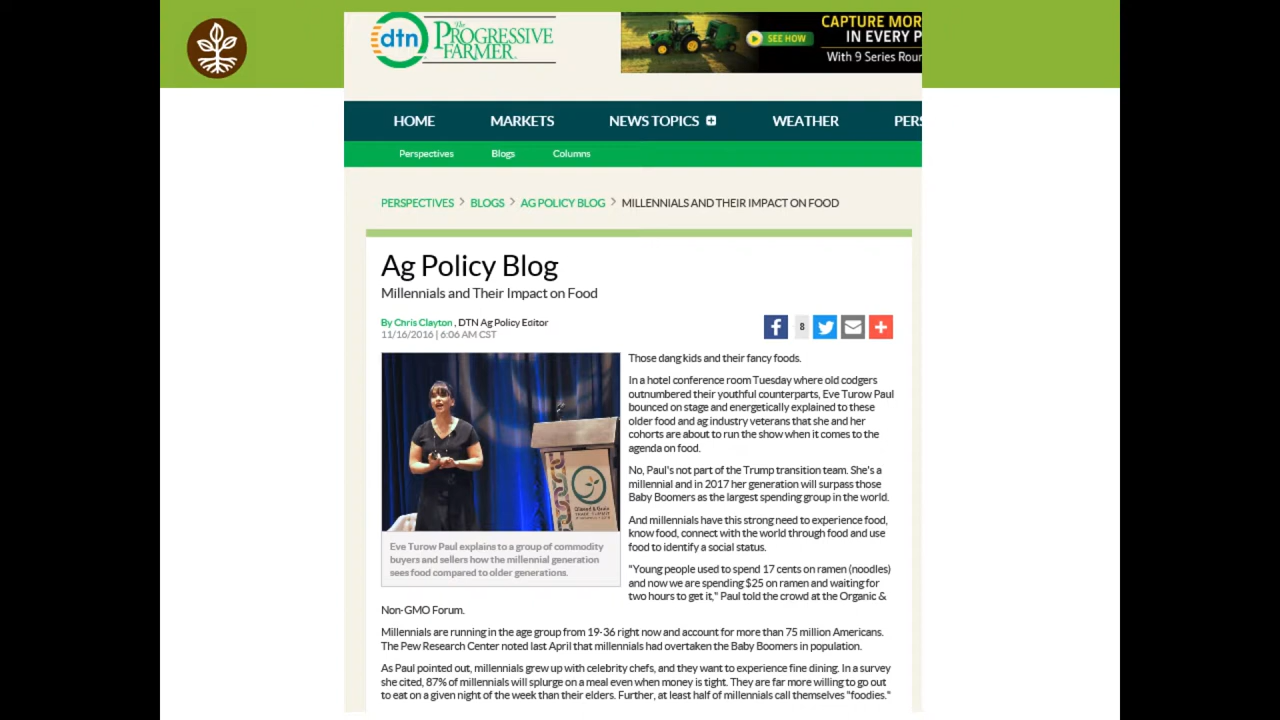 dtn The PROGRESSIVE FARMER
CAPTURE MOR
IN EVERY P
SEE HOW
With 9 Series Roun
HOME MARKETS NEWS TOPICS WEATHER PERS
Perspectives Blogs Columns
PERSPECTIVES > BLOGS > AG POLICY BLOG > MILLENNIALS AND THEIR IMPACT ON FOOD
Ag Policy Blog
Millennials and Their Impact on Food
By Chris Clayton , DTN Ag Policy Editor
11/16/2016 | 6:06 AM CST
8
Those dang kids and their fancy foods.
In a hotel conference room Tuesday where old codgers
outnumbered their youthful counterparts, Eve Turow Paul
bounced on stage and energetically explained to these
older food and ag industry veterans that she and her
cohorts are about to run the show when it comes to the
agenda on food.
No, Paul's not part of the Trump transition team. She's a
millennial and in 2017 her generation will surpass those
Baby Boomers as the largest spending group in the world.
And millennials have this strong need to experience food,
know food, connect with the world through food and use
food to identify a social status.
"Young people used to spend 17 cents on ramen (noodles)
and now we are spending $25 on ramen and waiting for
two hours to get it," Paul told the crowd at the Organic &
Non-GMO Forum.
Eve Turow Paul explains to a group of commodity
buyers and sellers how the millennial generation
sees food compared to older generations.
Millennials are running in the age group from 19-36 right now and account for more than 75 million Americans.
The Pew Research Center noted last April that millennials had overtaken the Baby Boomers in population.
As Paul pointed out, millennials grew up with celebrity chefs, and they want to experience fine dining. In a survey
she cited, 87% of millennials will splurge on a meal even when money is tight. They are far more willing to go out
to eat on a given night of the week than their elders. Further, at least half of millennials call themselves "foodies."